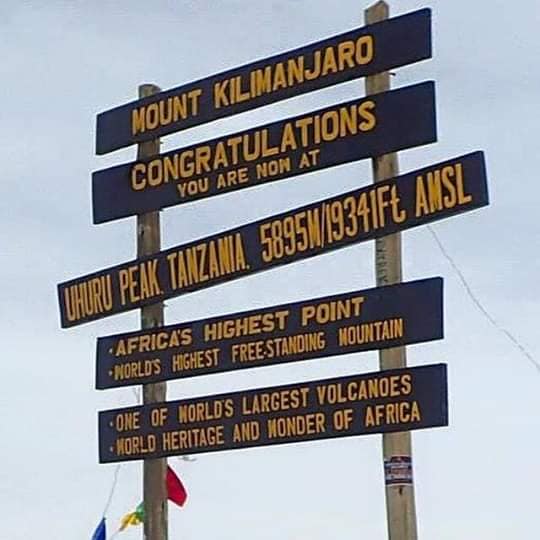 MOUNT KILIMANJARO
CONGRATULATIONS
YOU ARE NOW AT
UHURU PEAK. TANZANIA. 5895M/19341Ft AMSL
•AFRICA'S HIGHEST POINT
•WORLD'S HIGHEST FREE-STANDING MOUNTAIN
•ONE OF WORLD'S LARGEST VOLCANOES
•WORLD HERITAGE AND WONDER OF AFRICA